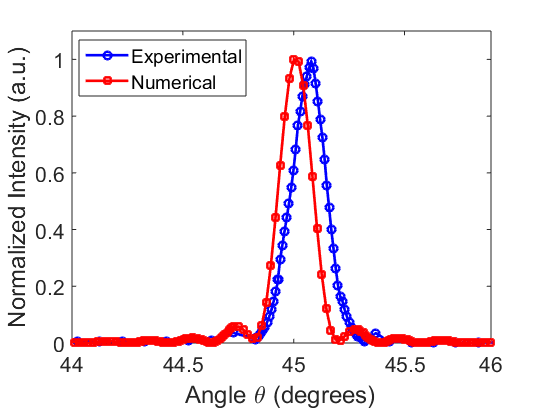 Experimental
Numerical
Normalized Intensity (a.u.)
1
0.8
0.6
0.4
0.2
0
44
44.5
45
45.5
46
Angle θ (degrees)